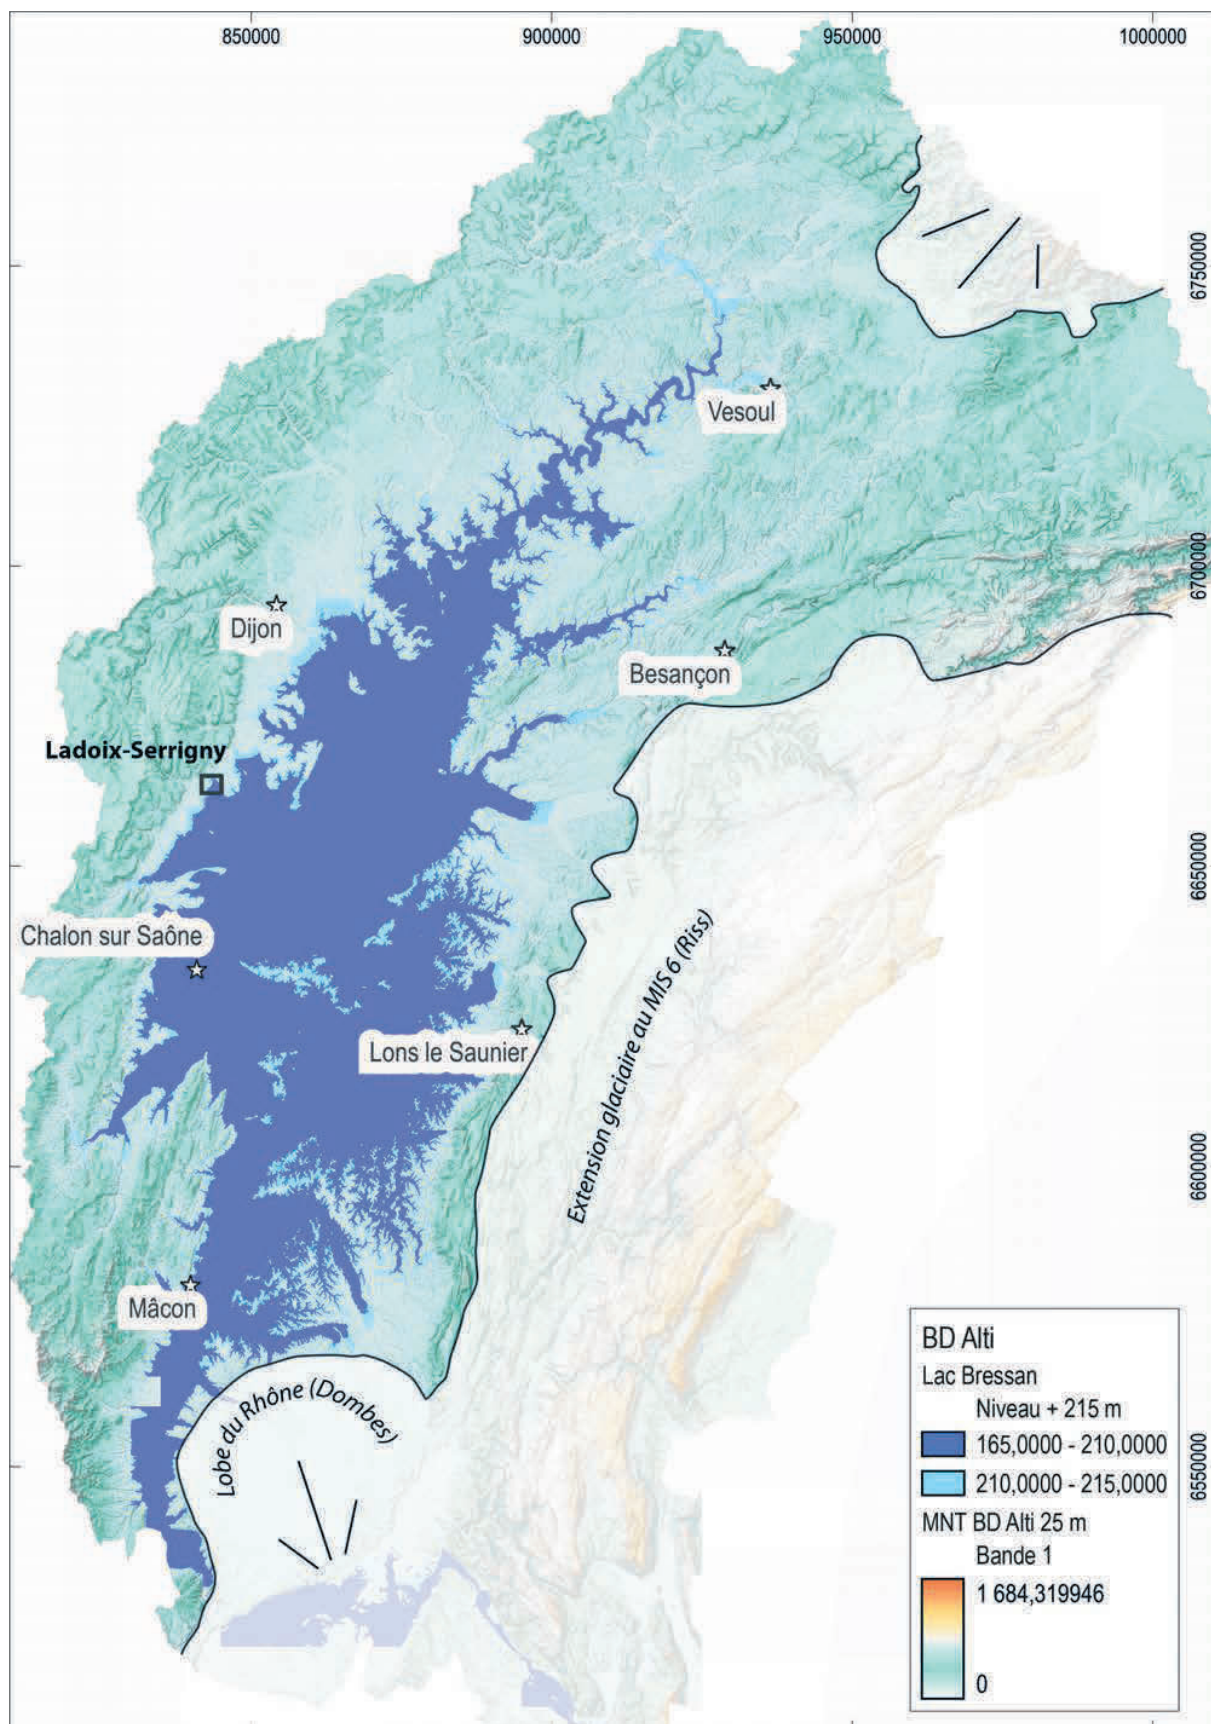 850000
900000
950000
1000000
6750000
Vesoul
6700000
Dijon
Besançon
Ladoix-Serrigny
6650000
Chalon sur Saône
Extension glaciaire au MIS 6 (Riss)
Lons le Saunier
6600000
Mâcon
Lobe du Rhône (Dombes)
6550000
BD Alti
Lac Bressan
Niveau + 215 m
165,0000 - 210,0000
210,0000 - 215,0000
MNT BD Alti 25 m
Bande 1
1 684,319946
0